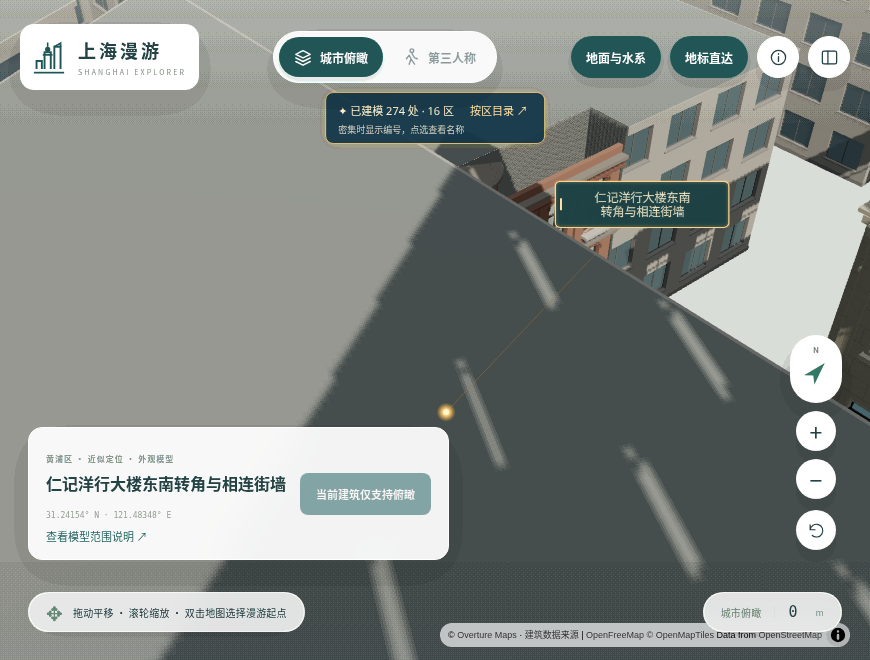 上海漫游
SHANGHAI EXPLORER
城市俯瞰
第三人称
地面与水系
地标直达
✦ 已建模 274 处 · 16 区 按区目录 ↗
密集时显示编号，点选查看名称
仁记洋行大楼东南
转角与相连街墙
N
+
−
黄浦区 · 近似定位 · 外观模型
仁记洋行大楼东南转角与相连街墙
当前建筑仅支持俯瞰
31.24154° N · 121.48348° E
查看模型范围说明 ↗
拖动平移 · 滚轮缩放 · 双击地图选择漫游起点
城市俯瞰 0 m
© Overture Maps · 建筑数据来源 | OpenFreeMap © OpenMapTiles Data from OpenStreetMap